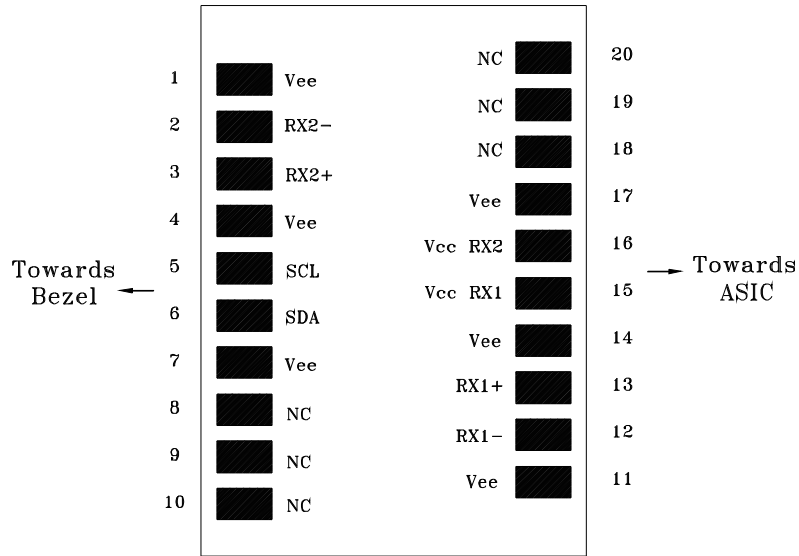 1 Vee
2 RX2-
3 RX2+
4 Vee
5 SCL
6 SDA
7 Vee
8 NC
9 NC
10 NC
Towards
Bezel
NC 20
NC 19
NC 18
Vee 17
Vcc RX2 16
Vcc RX1 15
Vee 14
RX1+ 13
RX1- 12
Vee 11
Towards
ASIC